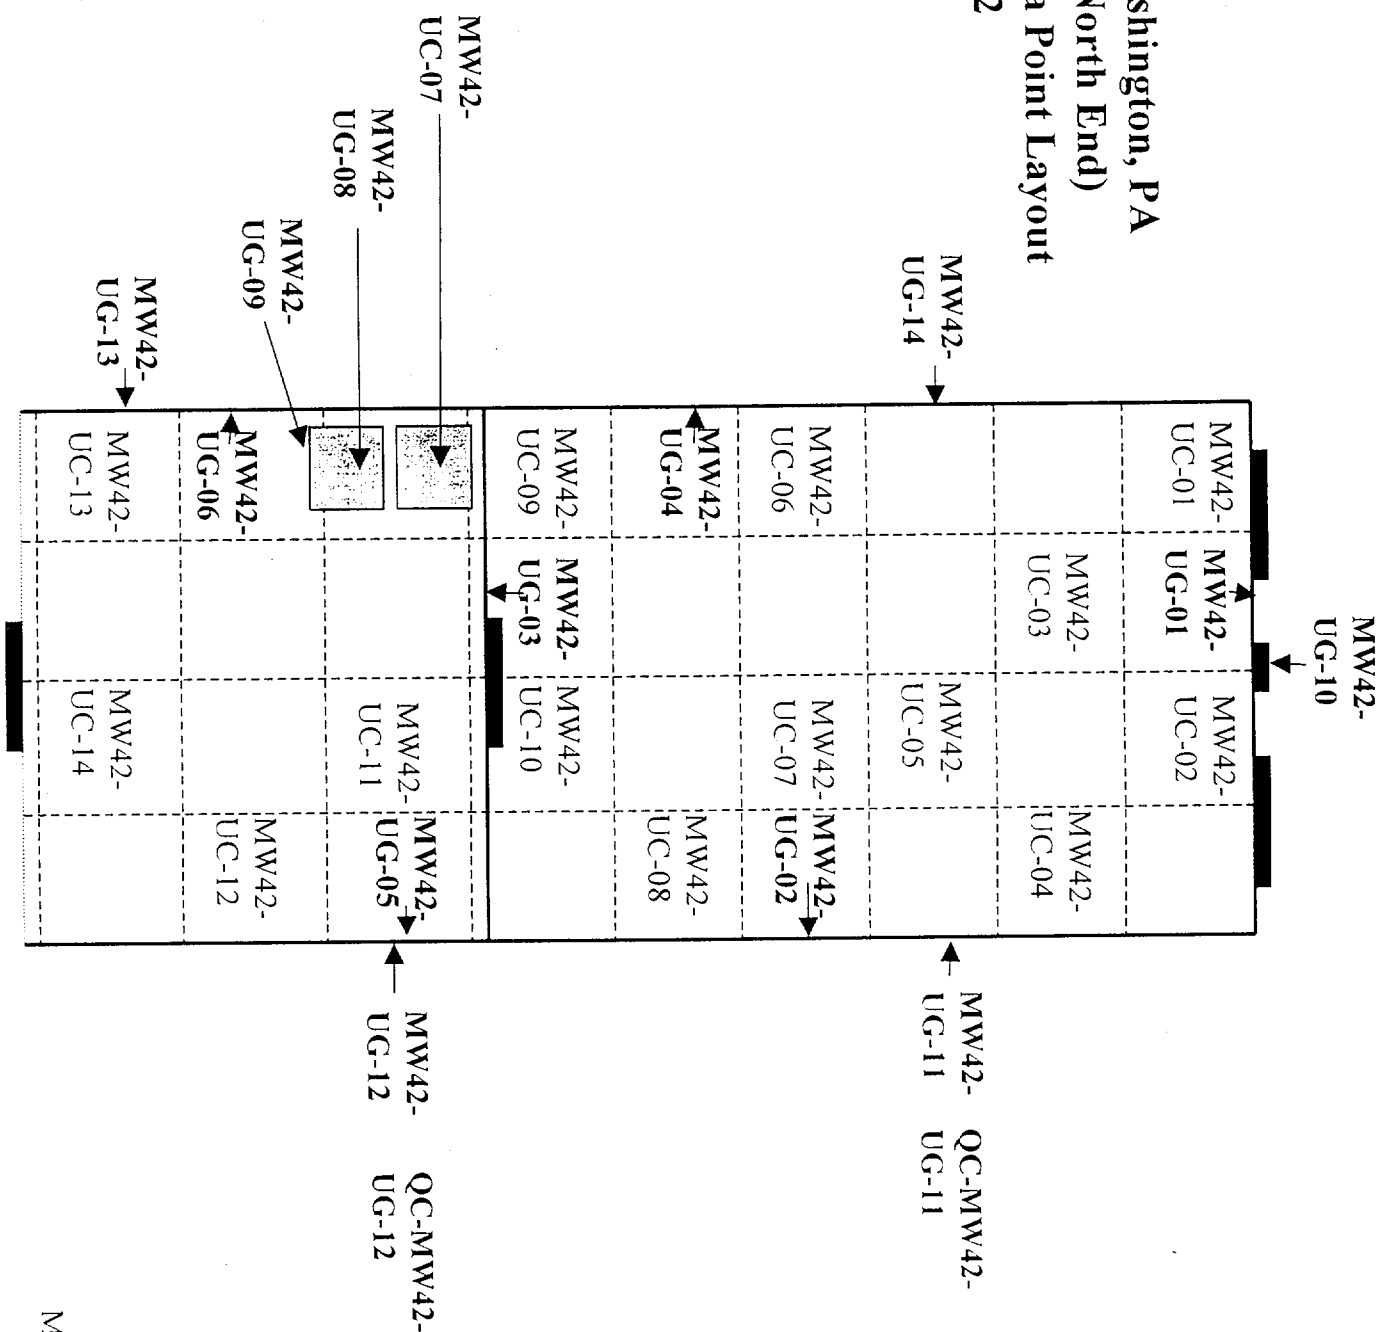 shington, PA
North End)
a Point Layout
2
MW42-
UG-10
MW42-
UC-01
MW42-
UG-01
MW42-
UC-02
MW42-
UC-03
MW42-
UC-04
MW42-
UG-14
MW42-
UC-05
MW42-
UG-11
QC-MW42-
UG-11
MW42-
UC-06
MW42-
UC-07
MW42-
UG-02
MW42-
UG-04
MW42-
UC-08
MW42-
UC-09
MW42-
UG-03
MW42-
UC-10
MW42-
UC-07
MW42-
UG-08
MW42-
UG-09
MW42-
UC-11
MW42-
UG-05
MW42-
UG-12
QC-MW42-
UG-12
MW42-
UG-06
MW42-
UC-12
MW42-
UG-13
MW42-
UC-13
MW42-
UC-14
M